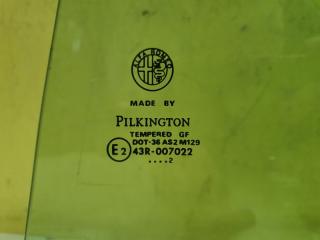 ALFA ROMEO
MADE BY
PILKINGTON
TEMPERED GF
DOT-36 AS2 M129
E2 43R-007022
....2